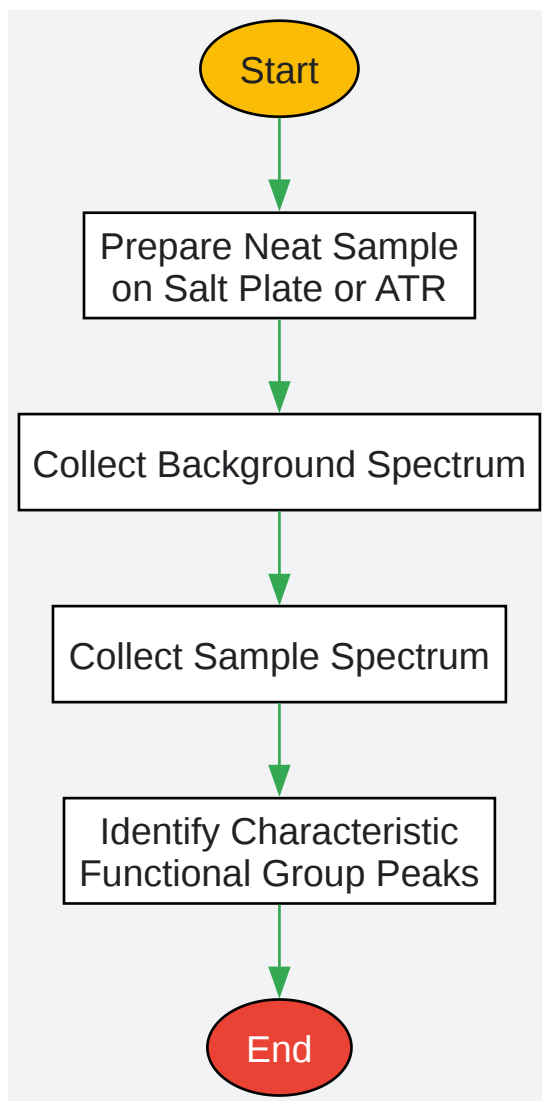 Start
Prepare Neat Sample
on Salt Plate or ATR
Collect Background Spectrum
Collect Sample Spectrum
Identify Characteristic
Functional Group Peaks
End